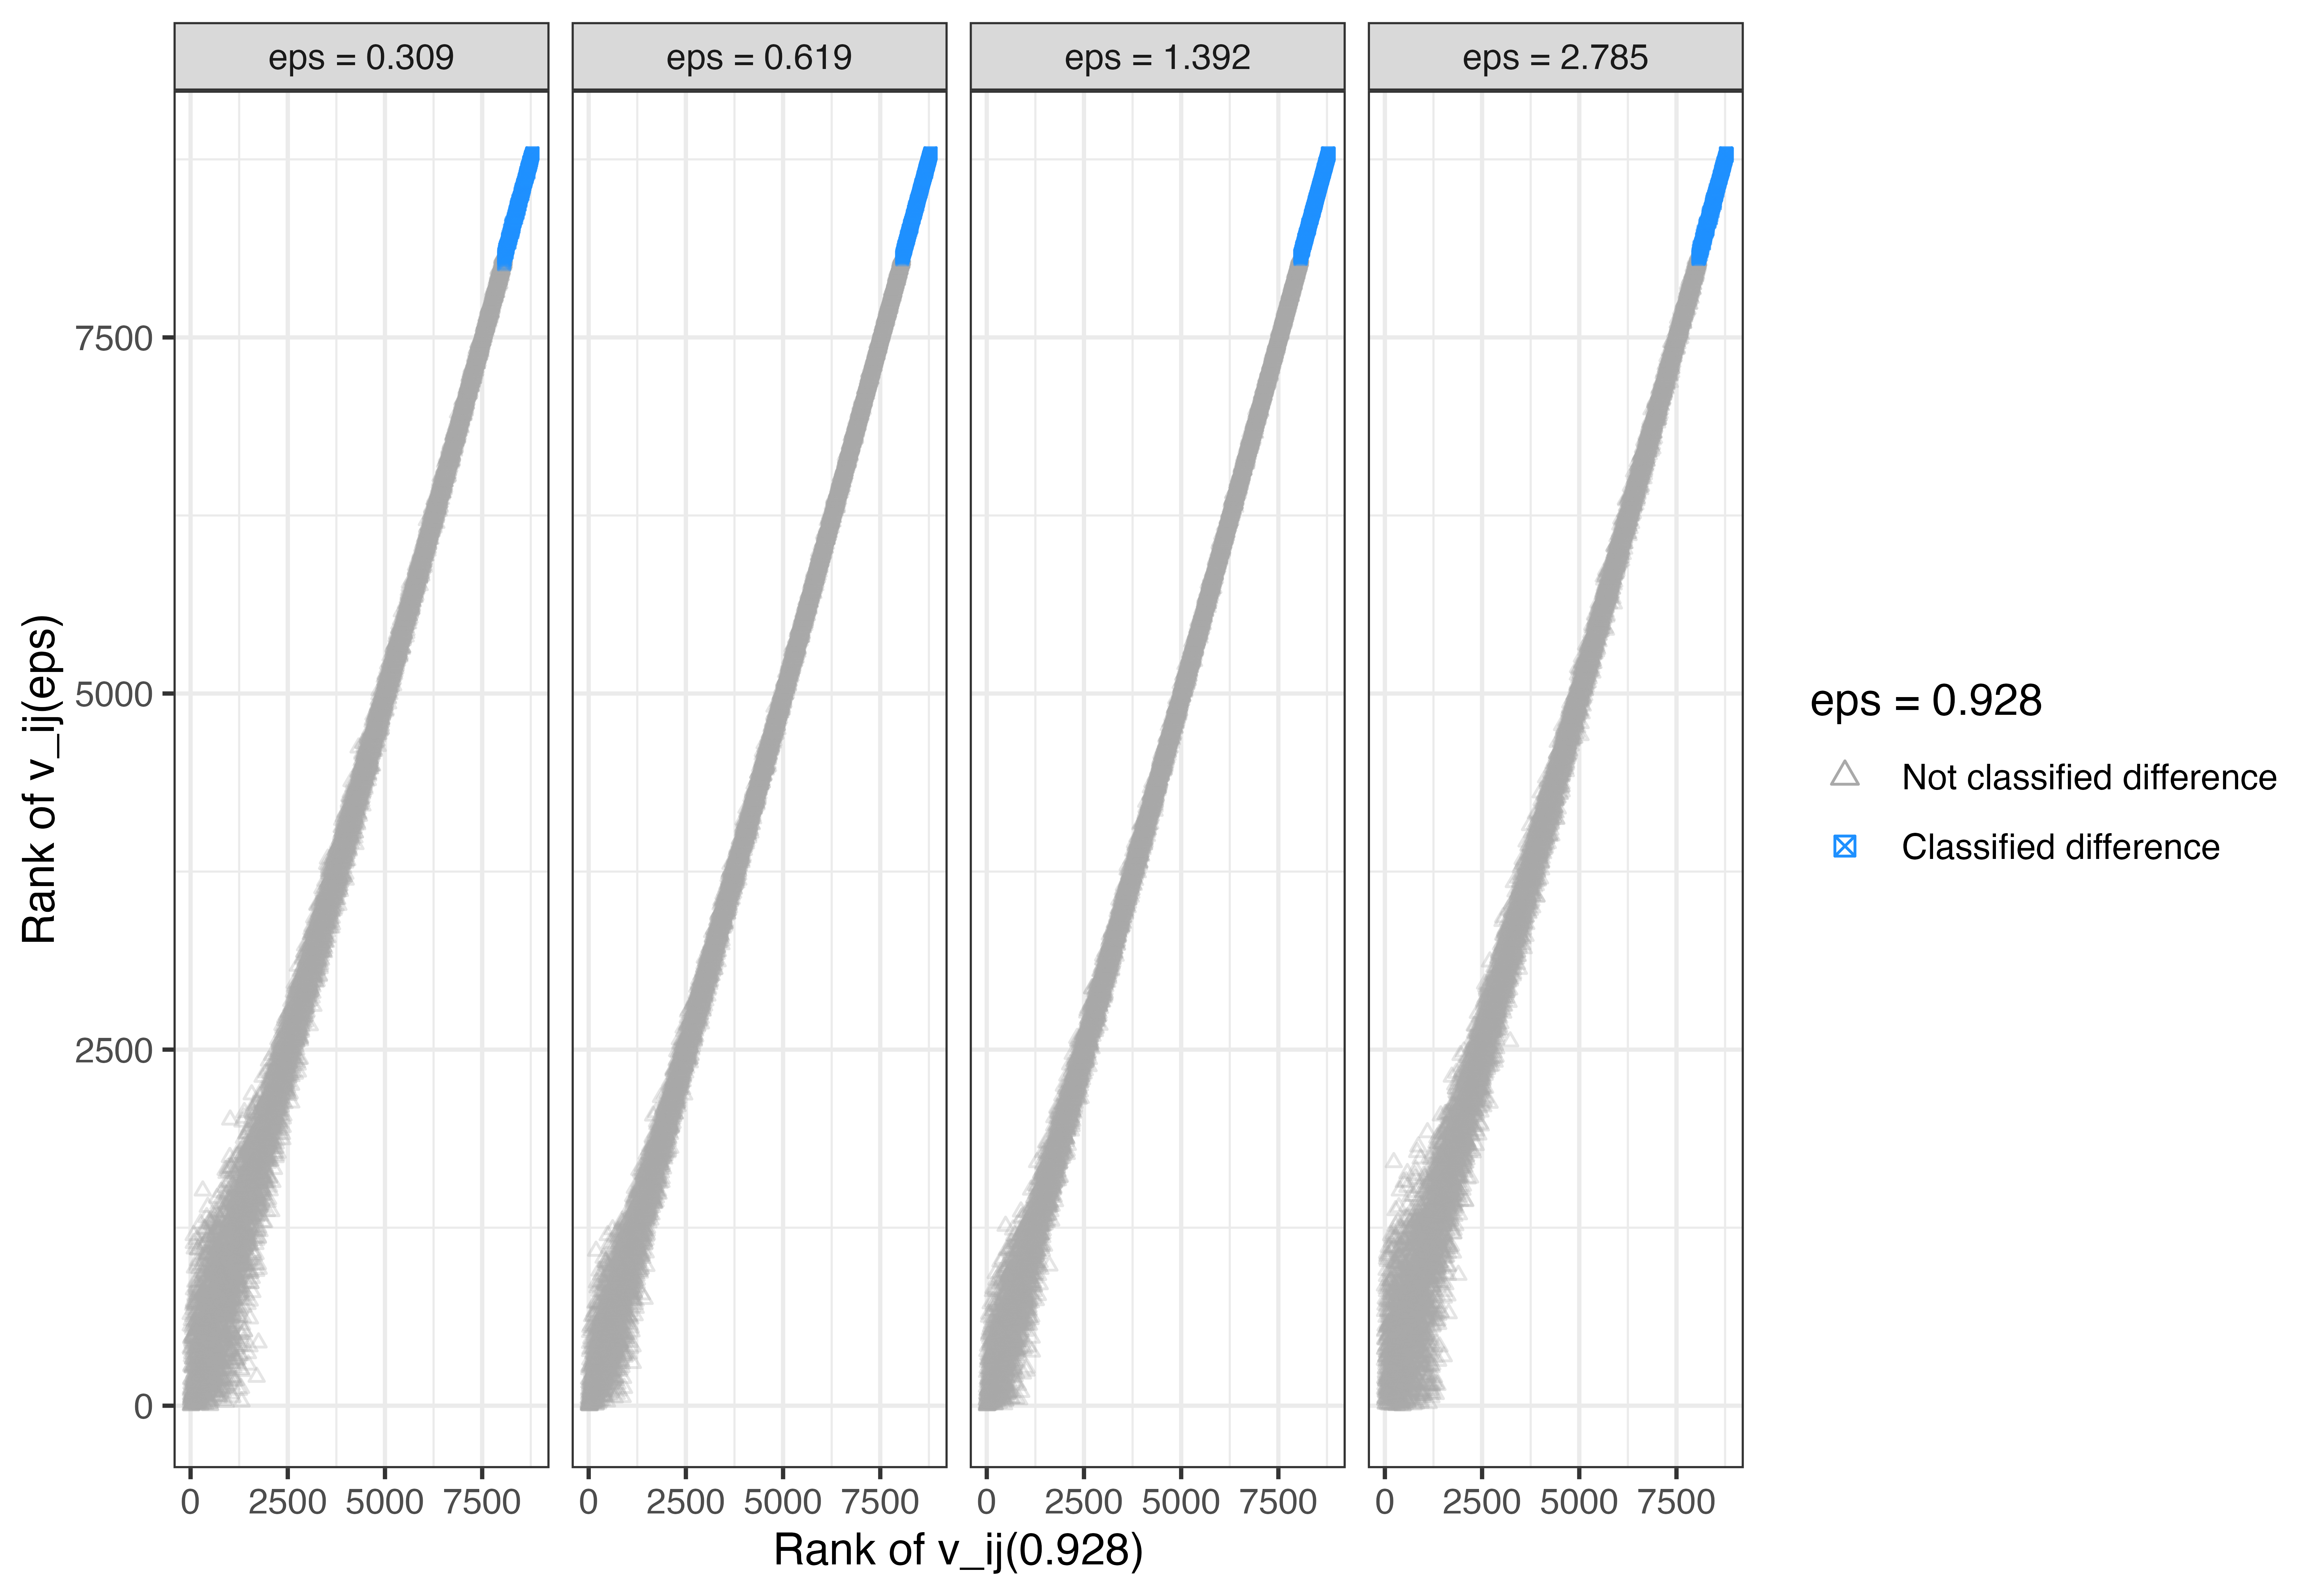 eps = 0.309
eps = 0.619
eps = 1.392
eps = 2.785
Rank of v_ij(eps)
7500
5000
2500
0
0 2500 5000 7500
0 2500 5000 7500
0 2500 5000 7500
0 2500 5000 7500
Rank of v_ij(0.928)
eps = 0.928
Not classified difference
Classified difference